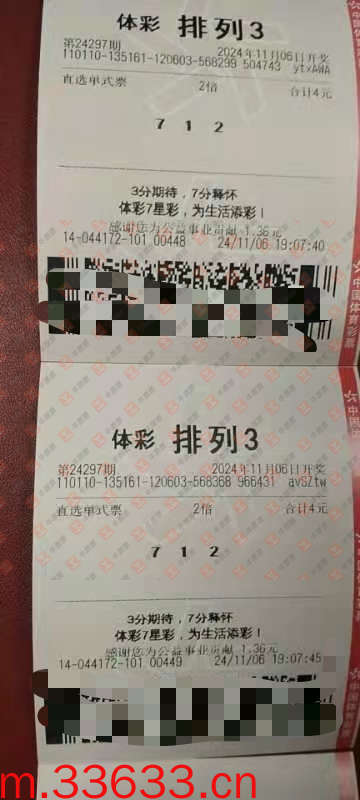 体彩 排列3
第24297期 2024年11月06日开奖
110110-135161-120603-568299 504743 ytxAWA
直选单式票 2倍 合计4元
7 1 2
3分期待，7分释怀
体彩7星彩，为生活添彩！
感谢您为公益事业贡献 1.36元
14-044172-101 00448 24/11/06 19:07:40
体彩 排列3
第24297期 2024年11月06日开奖
110110-135161-120603-568368 966431 avSZtw
直选单式票 2倍 合计4元
7 1 2
3分期待，7分释怀
体彩7星彩，为生活添彩！
感谢您为公益事业贡献 1.36元
14-044172-101 00449 24/11/06 19:07:45
m.33633.cn